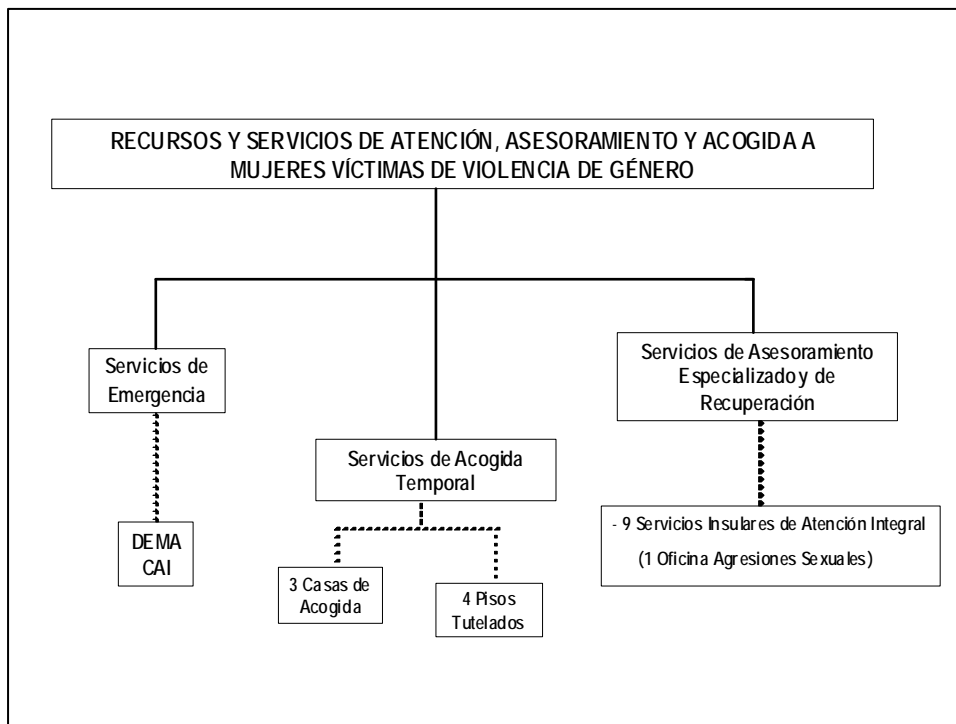 RECURSOS Y SERVICIOS DE ATENCIÓN, ASESORAMIENTO Y ACOGIDA A
MUJERES VÍCTIMAS DE VIOLENCIA DE GÉNERO
Servicios de
Emergencia
DEMA
CAI
Servicios de Acogida
Temporal
3 Casas de
Acogida
4 Pisos
Tutelados
Servicios de Asesoramiento
Especializado y de
Recuperación
- 9 Servicios Insulares de Atención Integral
(1 Oficina Agresiones Sexuales)